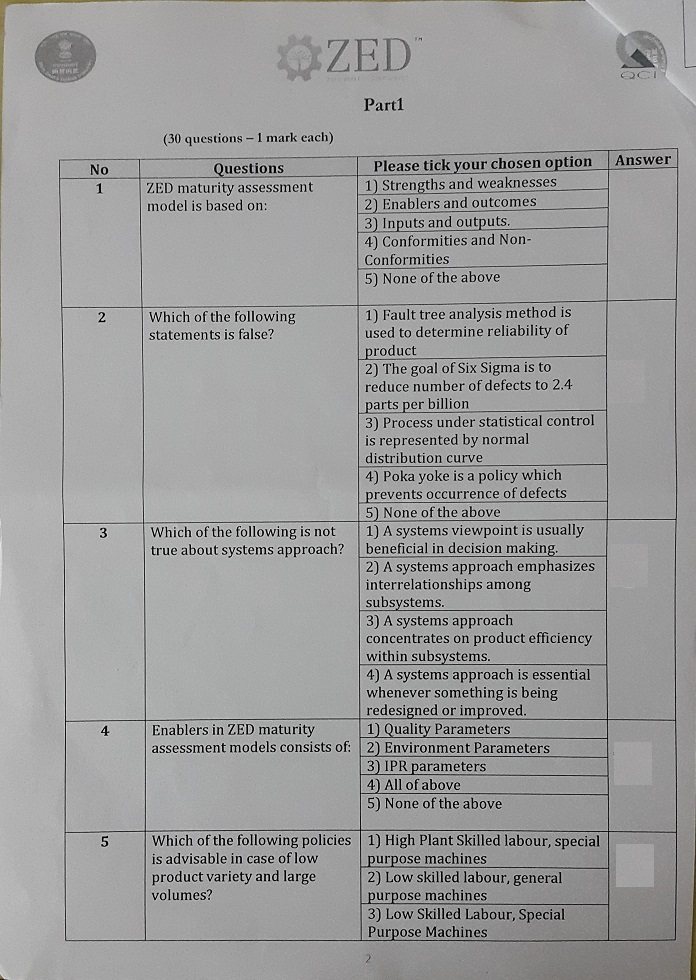 ZED
TM
QCI
Part1
(30 questions – 1 mark each)
No Questions Please tick your chosen option Answer
1 ZED maturity assessment
model is based on:
1) Strengths and weaknesses
2) Enablers and outcomes
3) Inputs and outputs.
4) Conformities and Non-
Conformities
5) None of the above
2 Which of the following
statements is false?
1) Fault tree analysis method is
used to determine reliability of
product
2) The goal of Six Sigma is to
reduce number of defects to 2.4
parts per billion
3) Process under statistical control
is represented by normal
distribution curve
4) Poka yoke is a policy which
prevents occurrence of defects
5) None of the above
3 Which of the following is not
true about systems approach?
1) A systems viewpoint is usually
beneficial in decision making.
2) A systems approach emphasizes
interrelationships among
subsystems.
3) A systems approach
concentrates on product efficiency
within subsystems.
4) A systems approach is essential
whenever something is being
redesigned or improved.
4 Enablers in ZED maturity
assessment models consists of:
1) Quality Parameters
2) Environment Parameters
3) IPR parameters
4) All of above
5) None of the above
5 Which of the following policies
is advisable in case of low
product variety and large
volumes?
1) High Plant Skilled labour, special
purpose machines
2) Low skilled labour, general
purpose machines
3) Low Skilled Labour, Special
Purpose Machines
2